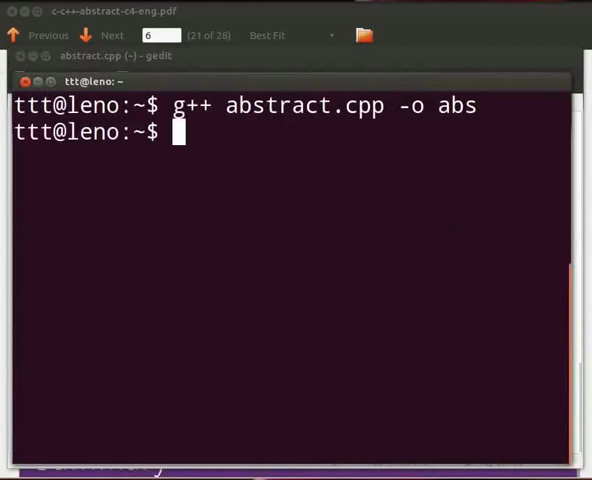 c-c++-abstract-c4-eng.pdf
Previous Next 6 (21 of 28) Best Fit
abstract.cpp (~) - gedit
ttt@leno: ~
ttt@leno:~$ g++ abstract.cpp -o abs
ttt@leno:~$